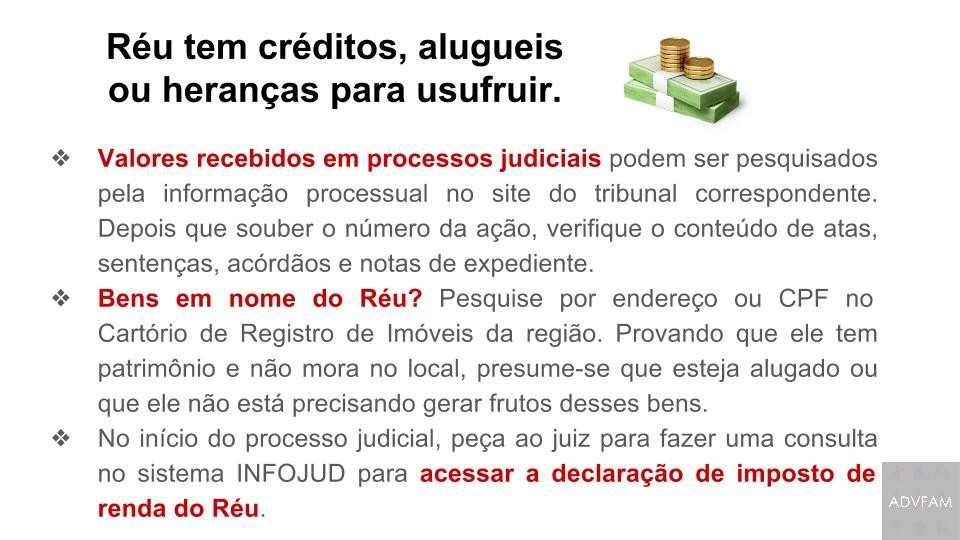 Réu tem créditos, alugueis
ou heranças para usufruir.
❖ Valores recebidos em processos judiciais podem ser pesquisados
pela informação processual no site do tribunal correspondente.
Depois que souber o número da ação, verifique o conteúdo de atas,
sentenças, acórdãos e notas de expediente.
❖ Bens em nome do Réu? Pesquise por endereço ou CPF no
Cartório de Registro de Imóveis da região. Provando que ele tem
patrimônio e não mora no local, presume-se que esteja alugado ou
que ele não está precisando gerar frutos desses bens.
❖ No início do processo judicial, peça ao juiz para fazer uma consulta
no sistema INFOJUD para acessar a declaração de imposto de
renda do Réu.
ADVFAM